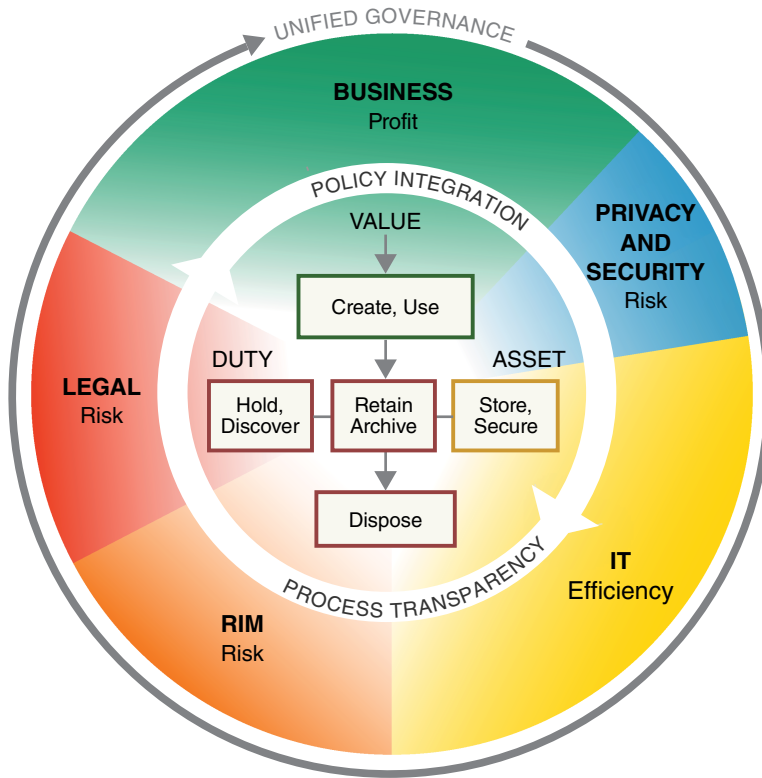 UNIFIED GOVERNANCE
BUSINESS
Profit
POLICY INTEGRATION
PRIVACY
AND
SECURITY
Risk
VALUE
Create, Use
DUTY
ASSET
LEGAL
Risk
Hold,
Discover
Retain
Archive
Store,
Secure
Dispose
IT
Efficiency
PROCESS TRANSPARENCY
RIM
Risk